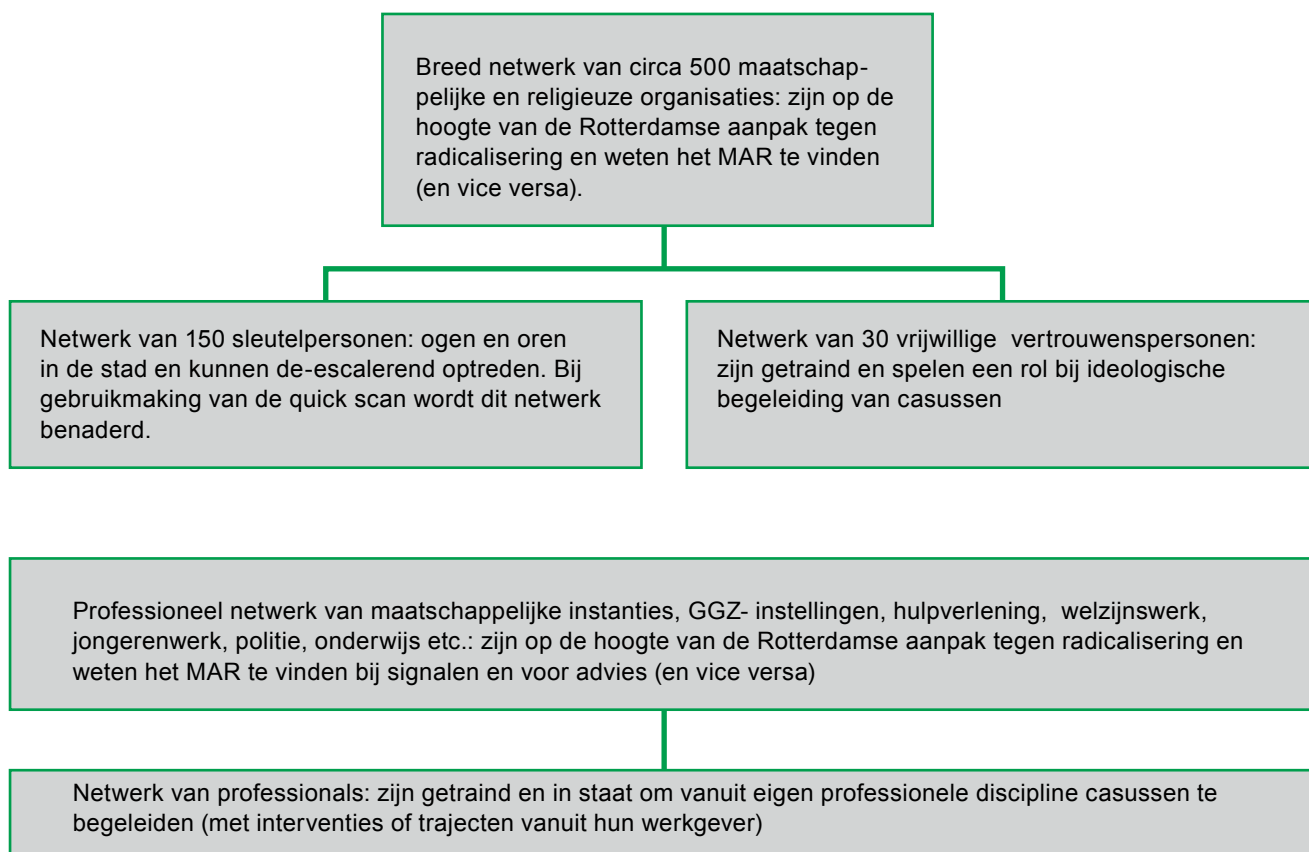 Breed netwerk van circa 500 maatschap-
pelijke en religieuze organisaties: zijn op de
hoogte van de Rotterdamse aanpak tegen
radicalisering en weten het MAR te vinden
(en vice versa).
Netwerk van 150 sleutelpersonen: ogen en oren
in de stad en kunnen de-escalerend optreden. Bij
gebruikmaking van de quick scan wordt dit netwerk
benaderd.
Netwerk van 30 vrijwillige  vertrouwenspersonen:
zijn getraind en spelen een rol bij ideologische
begeleiding van casussen
Professioneel netwerk van maatschappelijke instanties, GGZ- instellingen, hulpverlening,  welzijnswerk,
jongerenwerk, politie, onderwijs etc.: zijn op de hoogte van de Rotterdamse aanpak tegen radicalisering en
weten het MAR te vinden bij signalen en voor advies (en vice versa)
Netwerk van professionals: zijn getraind en in staat om vanuit eigen professionele discipline casussen te
begeleiden (met interventies of trajecten vanuit hun werkgever)